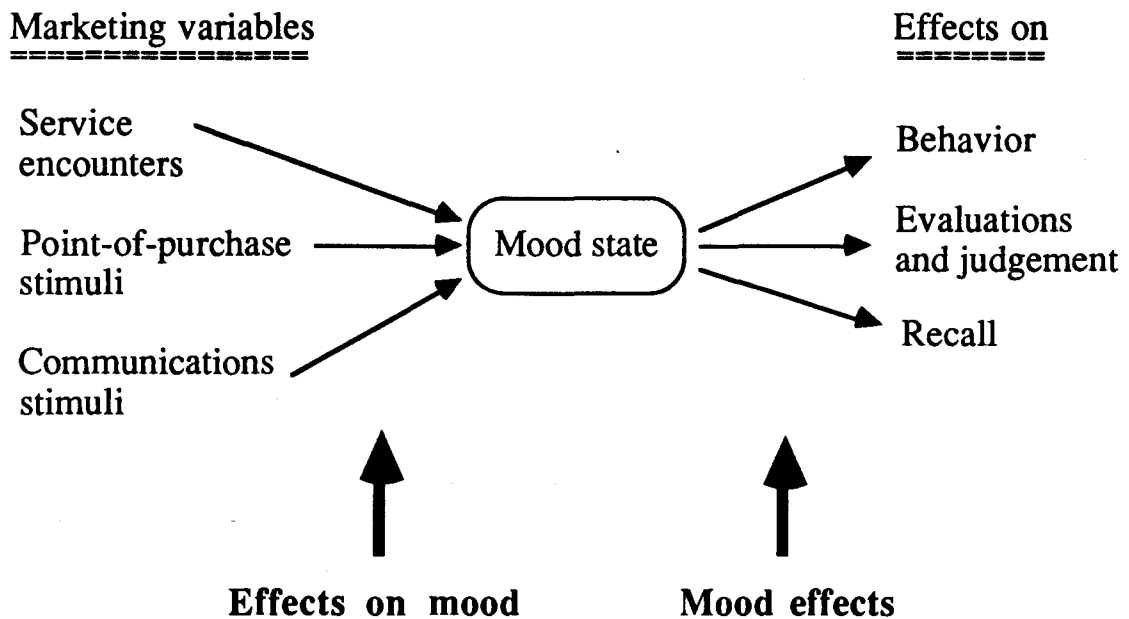 Marketing variables
================
Effects on
========
Service
encounters
Point-of-purchase
stimuli
Communications
stimuli
Mood state
Behavior
Evaluations
and judgement
Recall
Effects on mood
Mood effects